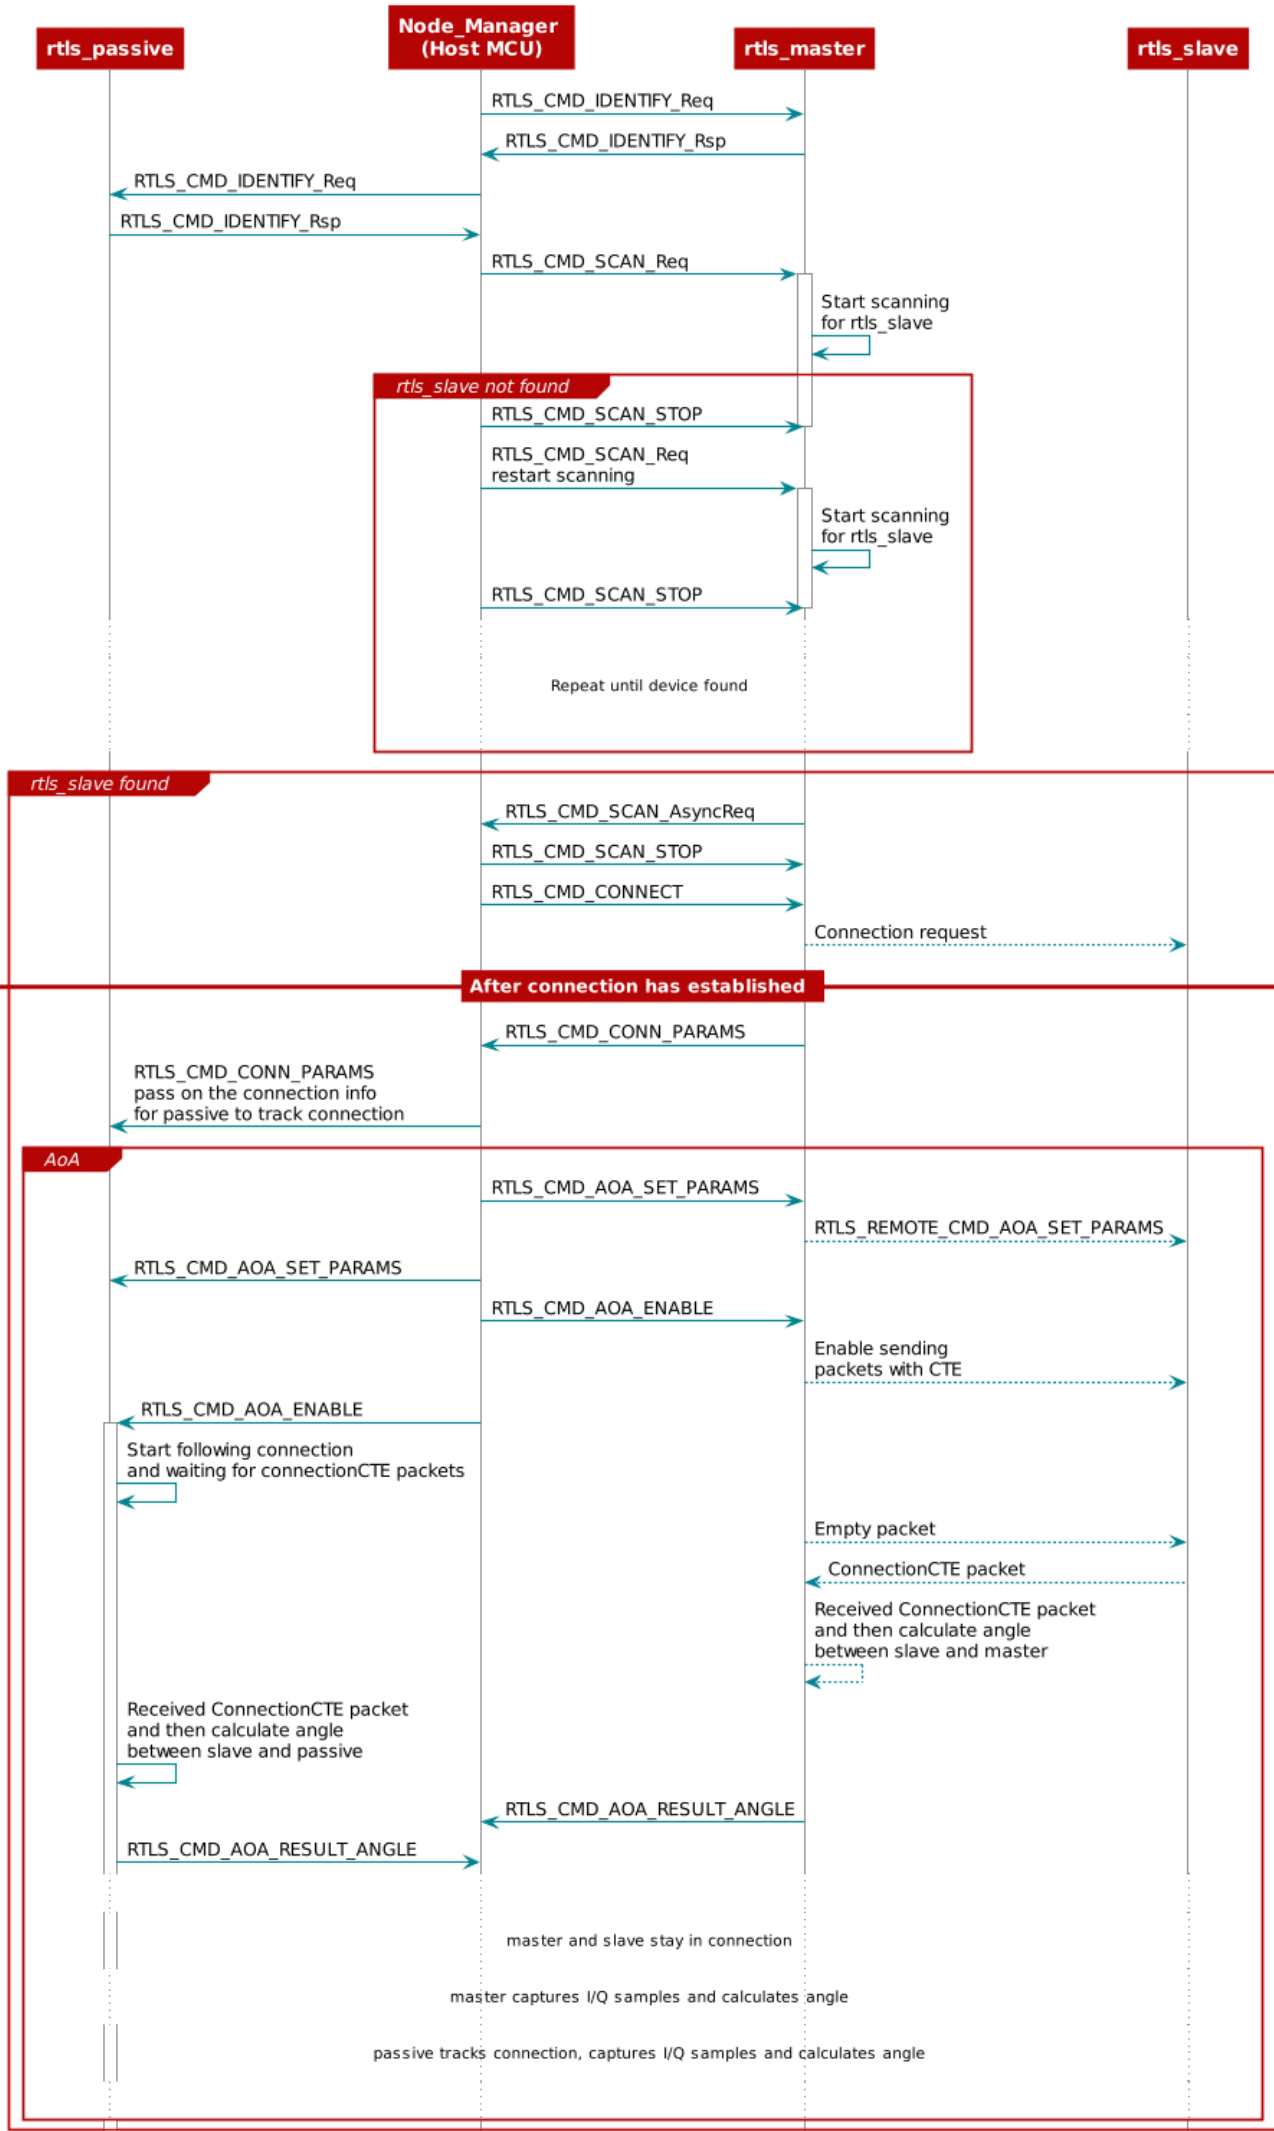 rtls_passive
Node_Manager
(Host MCU)
rtls_master
rtls_slave
RTLS_CMD_IDENTIFY_Req
RTLS_CMD_IDENTIFY_Rsp
RTLS_CMD_IDENTIFY_Req
RTLS_CMD_IDENTIFY_Rsp
RTLS_CMD_SCAN_Req
Start scanning
for rtls_slave
rtls_slave not found
RTLS_CMD_SCAN_STOP
RTLS_CMD_SCAN_Req
restart scanning
Start scanning
for rtls_slave
RTLS_CMD_SCAN_STOP
Repeat until device found
rtls_slave found
RTLS_CMD_SCAN_AsyncReq
RTLS_CMD_SCAN_STOP
RTLS_CMD_CONNECT
Connection request
After connection has established
RTLS_CMD_CONN_PARAMS
RTLS_CMD_CONN_PARAMS
pass on the connection info
for passive to track connection
AoA
RTLS_CMD_AOA_SET_PARAMS
RTLS_REMOTE_CMD_AOA_SET_PARAMS
RTLS_CMD_AOA_SET_PARAMS
RTLS_CMD_AOA_ENABLE
Enable sending
packets with CTE
RTLS_CMD_AOA_ENABLE
Start following connection
and waiting for connectionCTE packets
Empty packet
ConnectionCTE packet
Received ConnectionCTE packet
and then calculate angle
between slave and master
Received ConnectionCTE packet
and then calculate angle
between slave and passive
RTLS_CMD_AOA_RESULT_ANGLE
RTLS_CMD_AOA_RESULT_ANGLE
master and slave stay in connection
master captures I/Q samples and calculates angle
passive tracks connection, captures I/Q samples and calculates angle